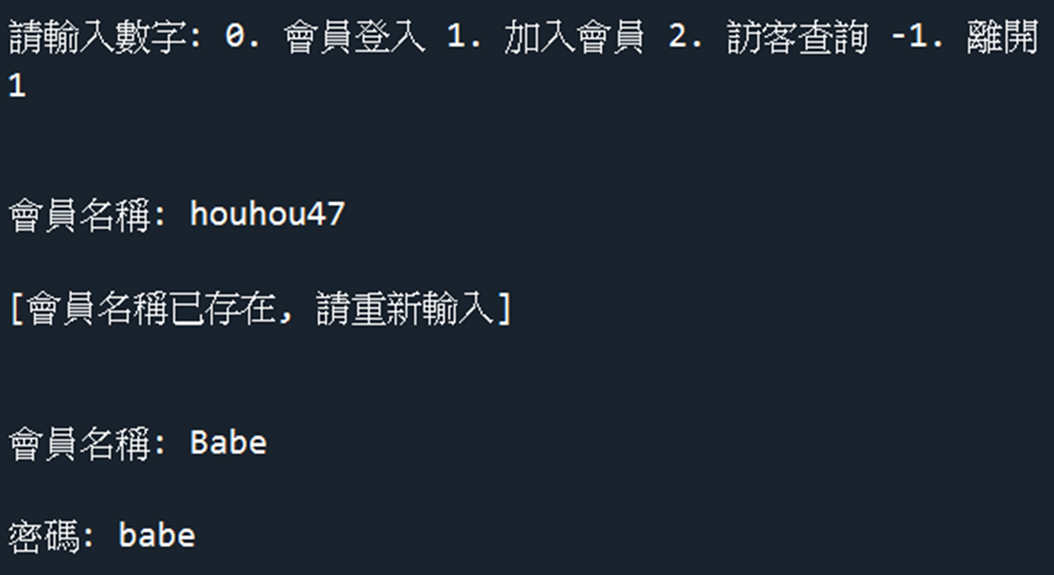 請輸入數字: 0. 會員登入 1. 加入會員 2. 訪客查詢 -1. 離開
1
會員名稱: houhou47
[會員名稱已存在, 請重新輸入]
會員名稱: Babe
密碼: babe